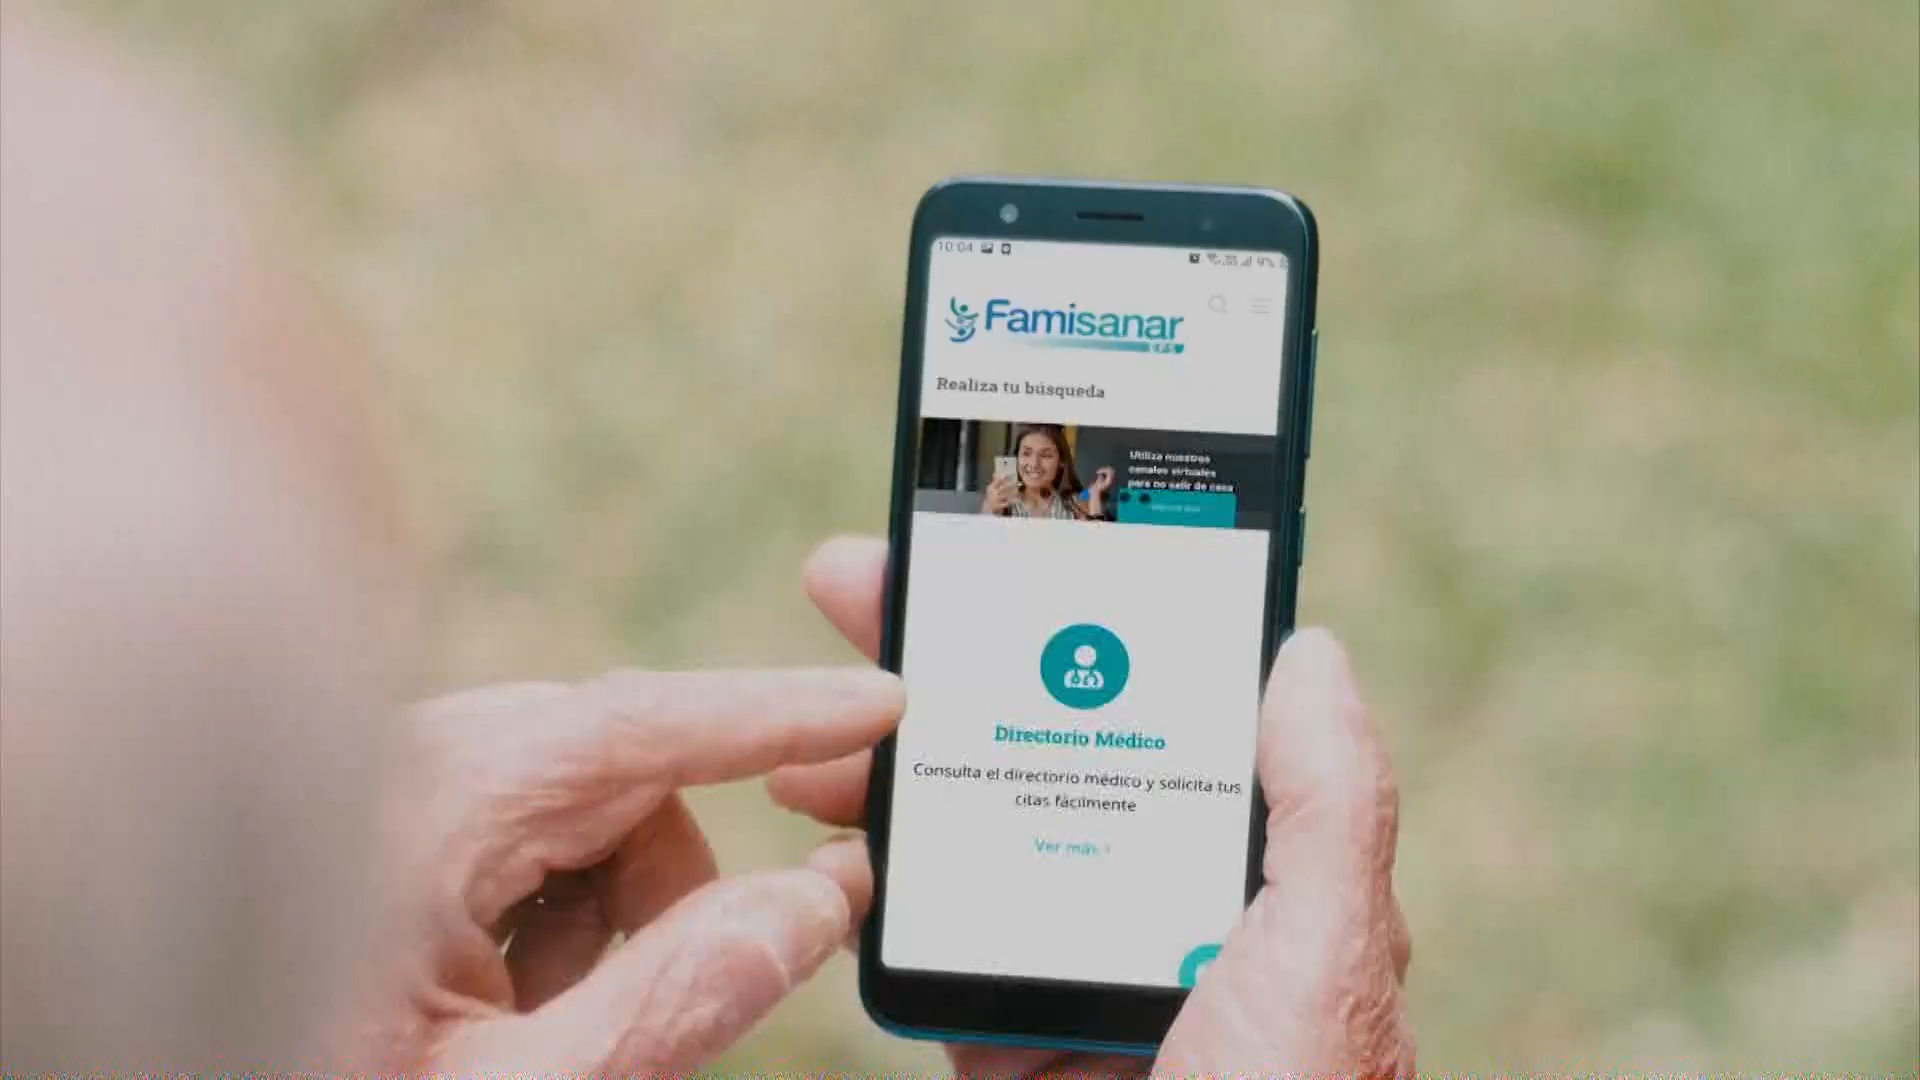 10:04
9%
Famisanar
EPS
Realiza tu búsqueda
Utiliza nuestros
canales virtuales
para no salir de casa
Directorio Médico
Consulta el directorio médico y solicita tus
citas fácilmente
Ver más ›